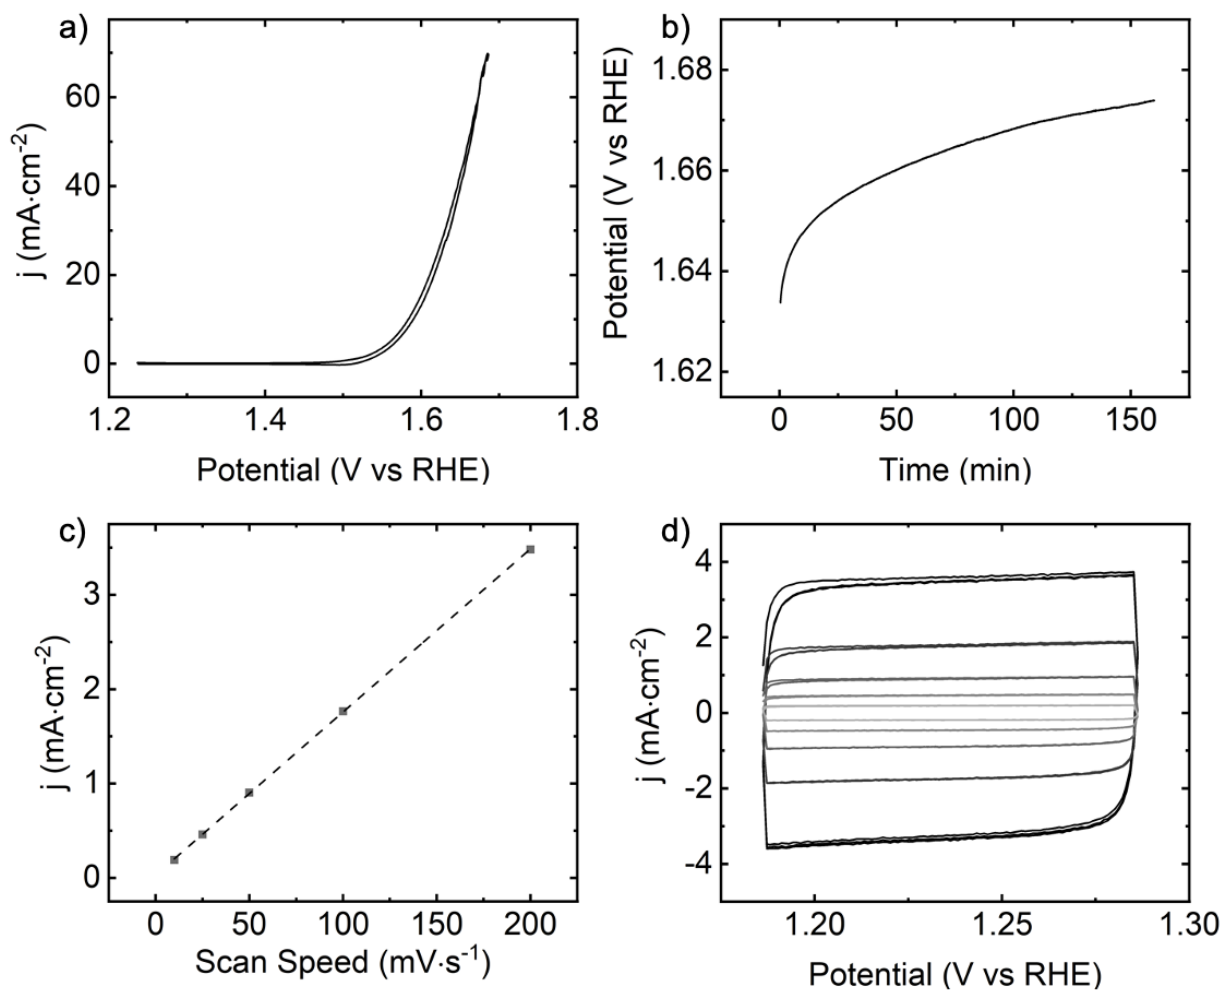 a)
j (mA·cm-2)
60
40
20
0
1.2 1.4 1.6 1.8
Potential (V vs RHE)
b)
Potential (V vs RHE)
1.68
1.66
1.64
1.62
0 50 100 150
Time (min)
c)
j (mA·cm-2)
3
2
1
0
0 50 100 150 200
Scan Speed (mV·s-1)
d)
j (mA·cm-2)
4
2
0
-2
-4
1.20 1.25 1.30
Potential (V vs RHE)